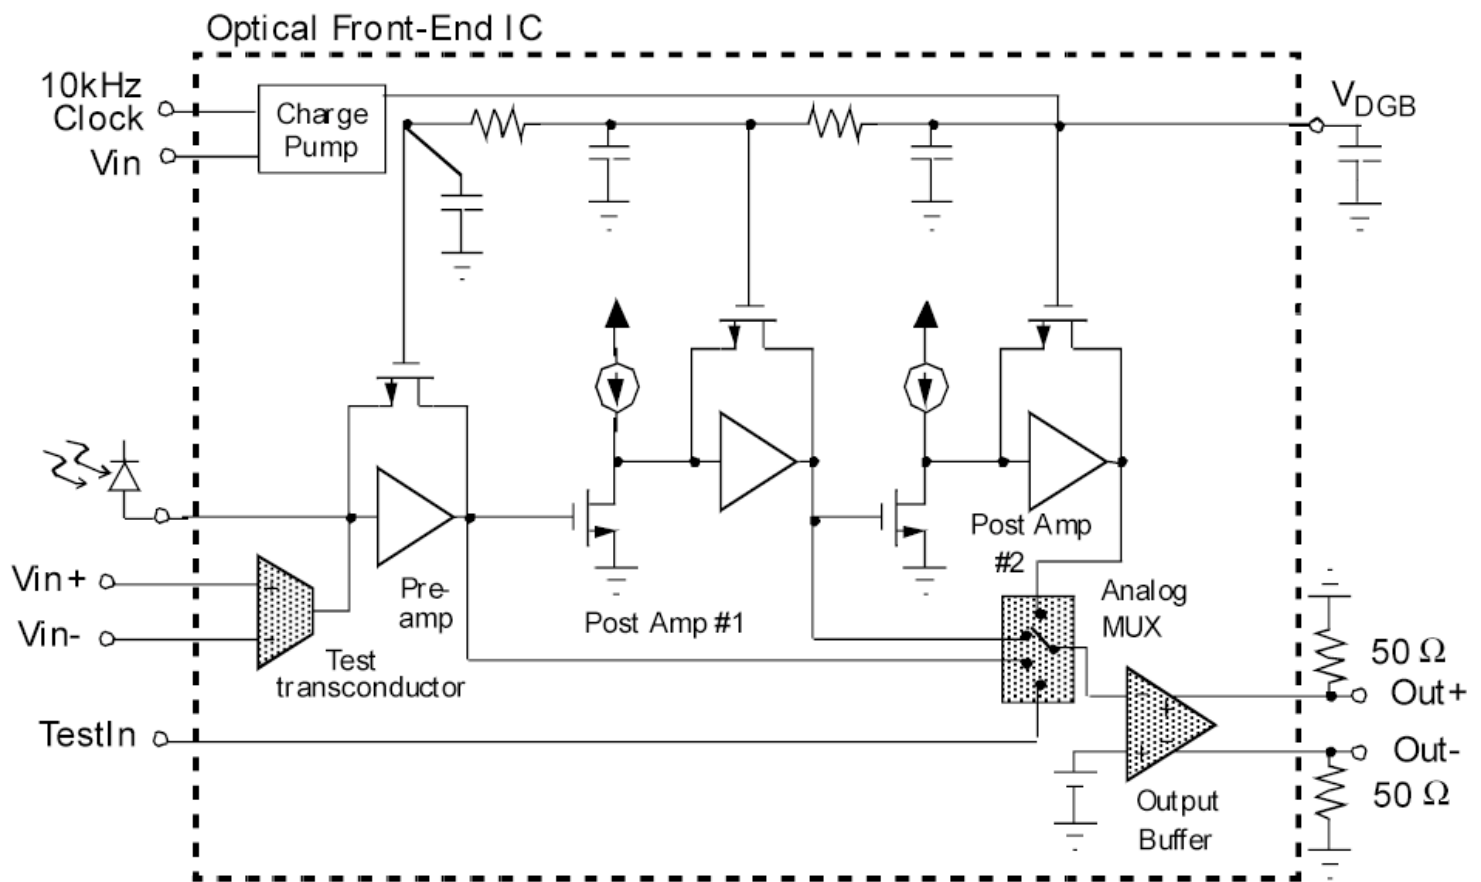 Optical Front-End IC
10kHz
Clock
Vin
Charge
Pump
VDGB
Vin+
Vin-
Pre-
amp
Test
transconductor
Post Amp #1
Post Amp
#2
Analog
MUX
50 Ω
Out+
Out-
50 Ω
TestIn
Output
Buffer